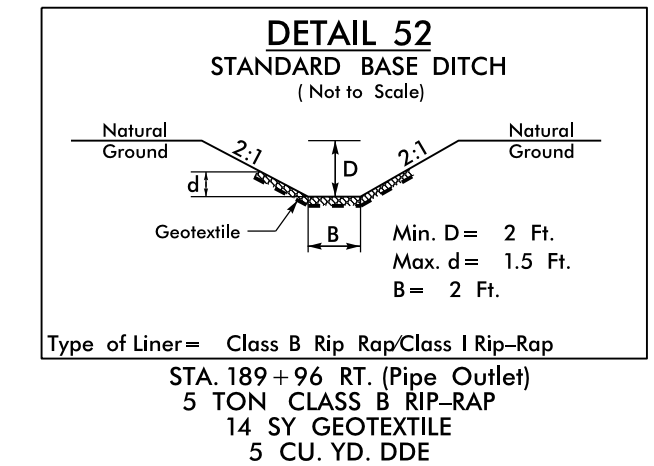 DETAIL 52
STANDARD BASE DITCH
( Not to Scale)
Natural
Ground
2:1
D
2:1
Natural
Ground
d
Geotextile
B
Min. D = 2 Ft.
Max. d = 1.5 Ft.
B = 2 Ft.
Type of Liner = Class B Rip Rap/Class I Rip-Rap
STA. 189 + 96 RT. (Pipe Outlet)
5 TON CLASS B RIP-RAP
14 SY GEOTEXTILE
5 CU. YD. DDE